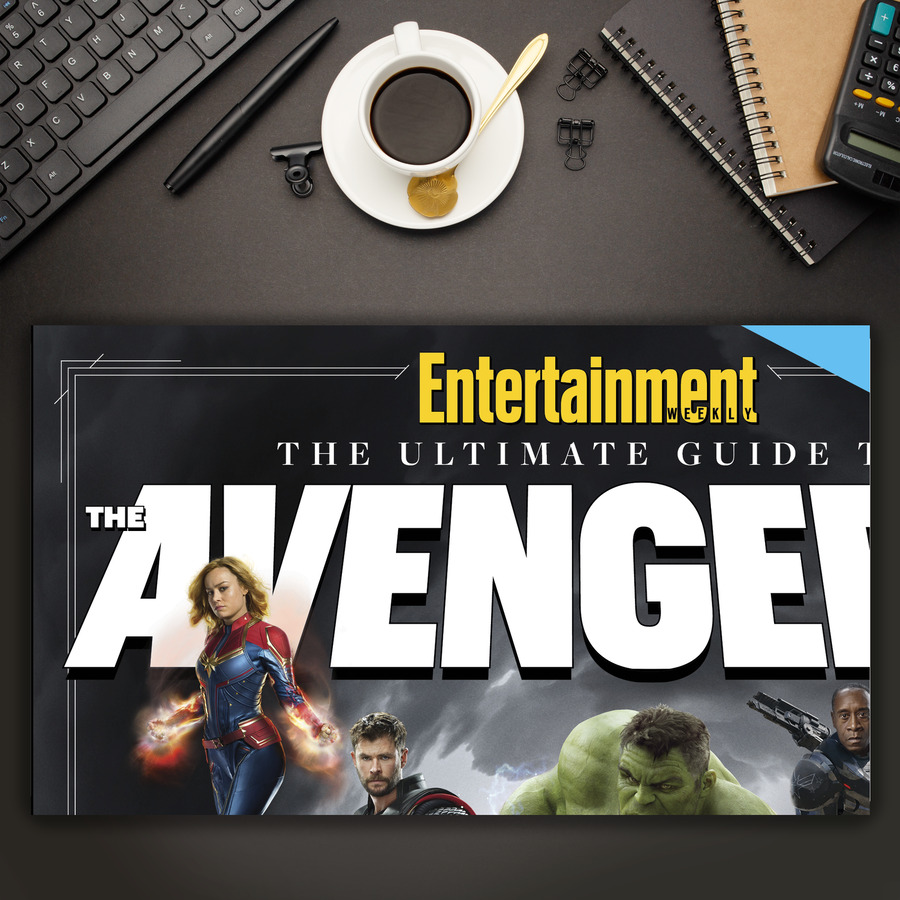 Entertainment
WEEKLY
THE ULTIMATE GUIDE T
THE
AVENGE